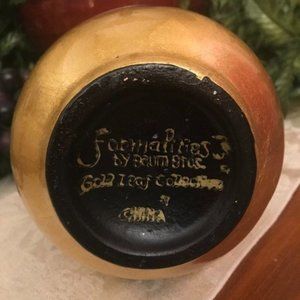 Formalities
by Baum Bros
Gold Leaf Collection
CHINA